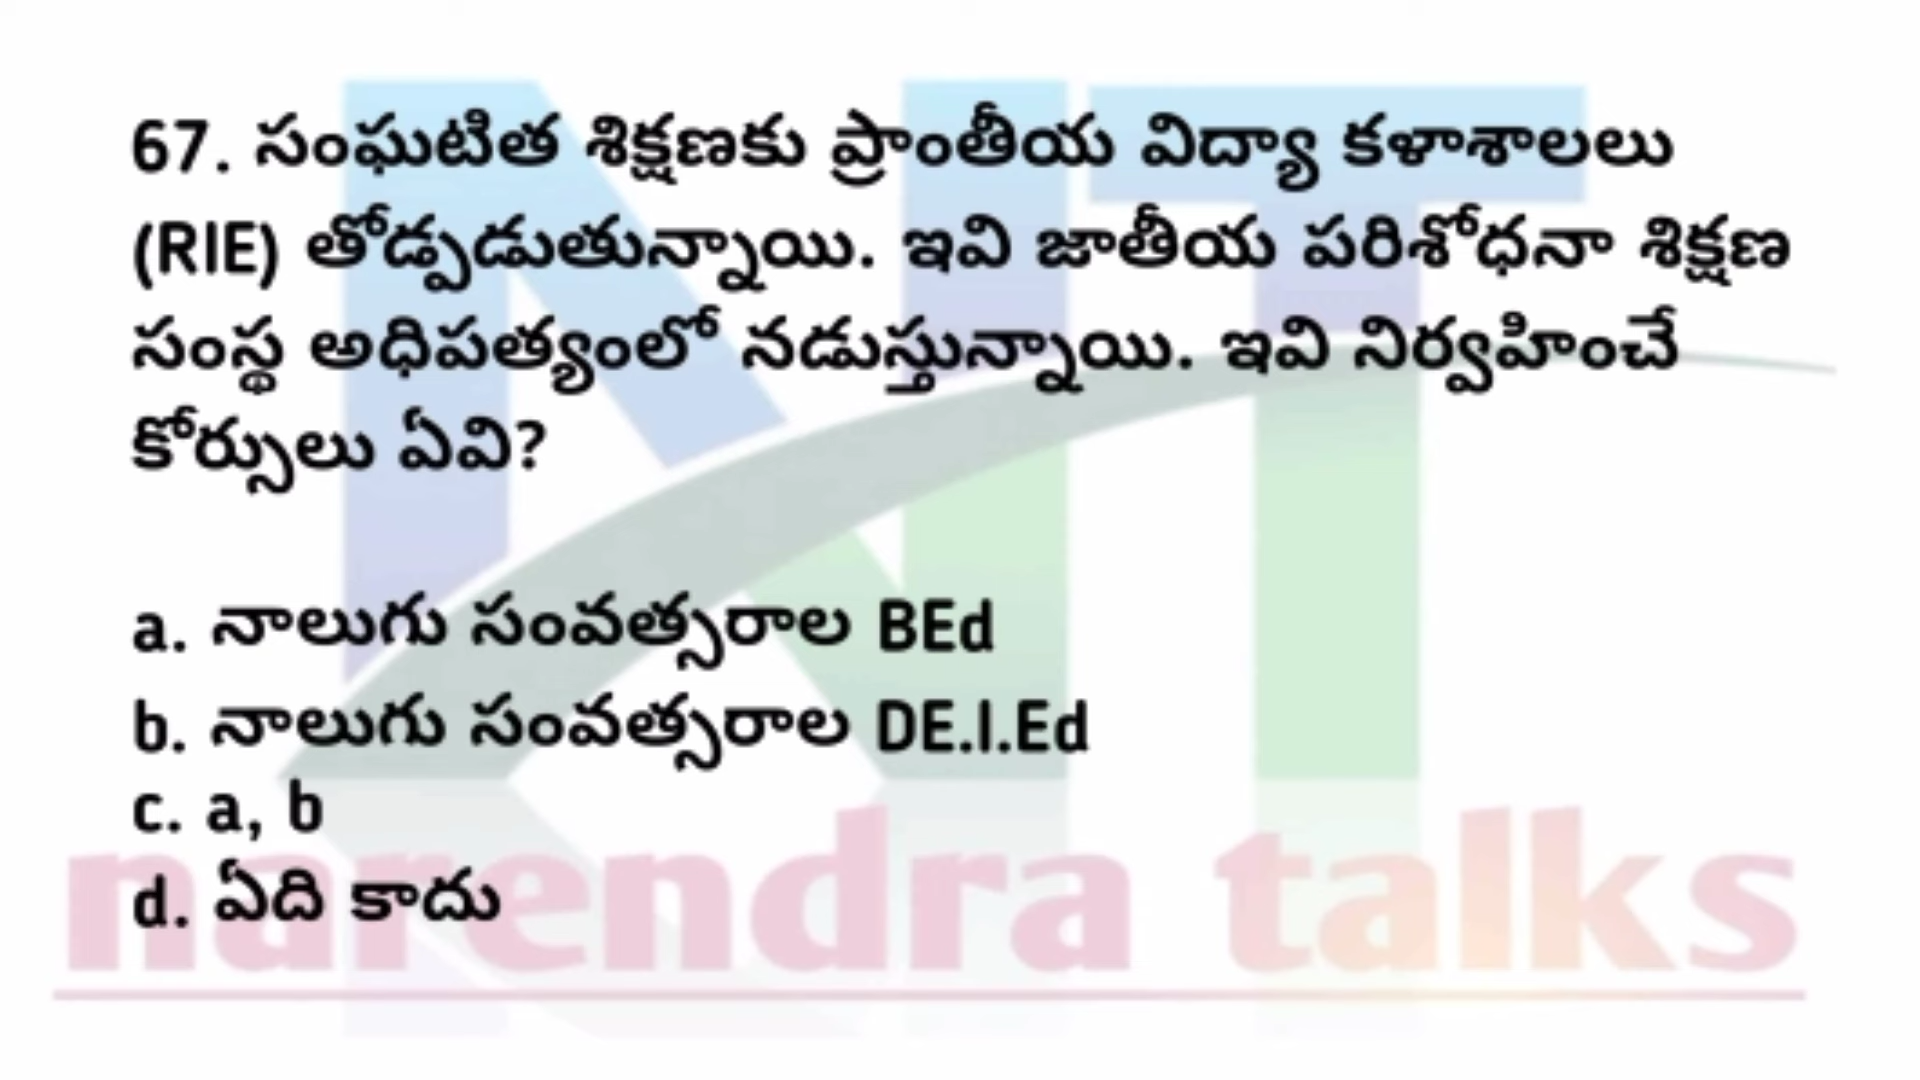 67. సంఘటిత శిక్షణకు ప్రాంతీయ విద్యా కళాశాలలు
(RIE) తోడ్పడుతున్నాయి. ఇవి జాతీయ పరిశోధనా శిక్షణ
సంస్థ అధిపత్యంలో నడుస్తున్నాయి. ఇవి నిర్వహించే
కోర్సులు ఏవి?
a. నాలుగు సంవత్సరాల BEd
b. నాలుగు సంవత్సరాల DE.I.Ed
c. a, b
d. ఏది కాదు
NIT
narendra talks